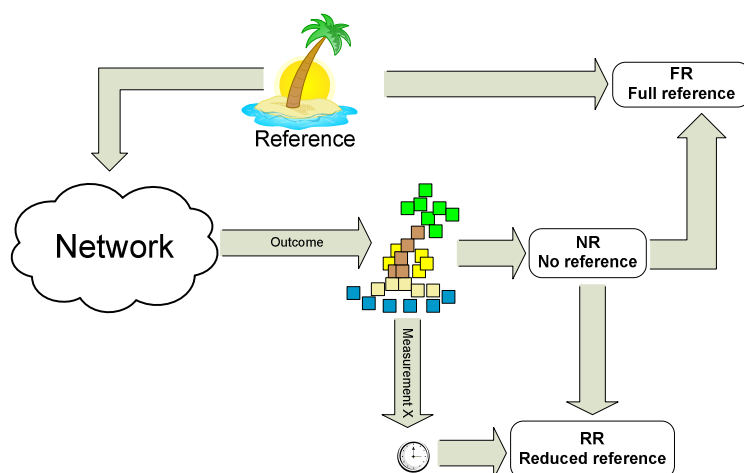 FR
Full reference
Reference
Network
Outcome
NR
No reference
Measurement X
RR
Reduced reference